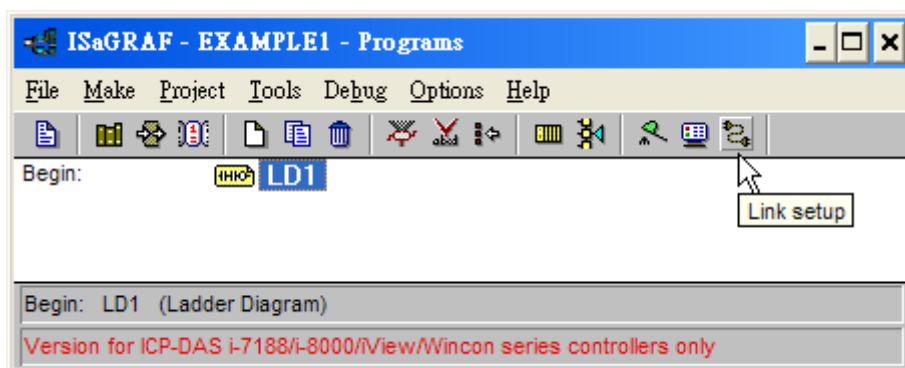 ISaGRAF - EXAMPLE1 - Programs
File Make Project Tools Debug Options Help
Begin: LD1
Link setup
Begin: LD1 (Ladder Diagram)
Version for ICP-DAS i-7188/i-8000/iView/Wincon series controllers only